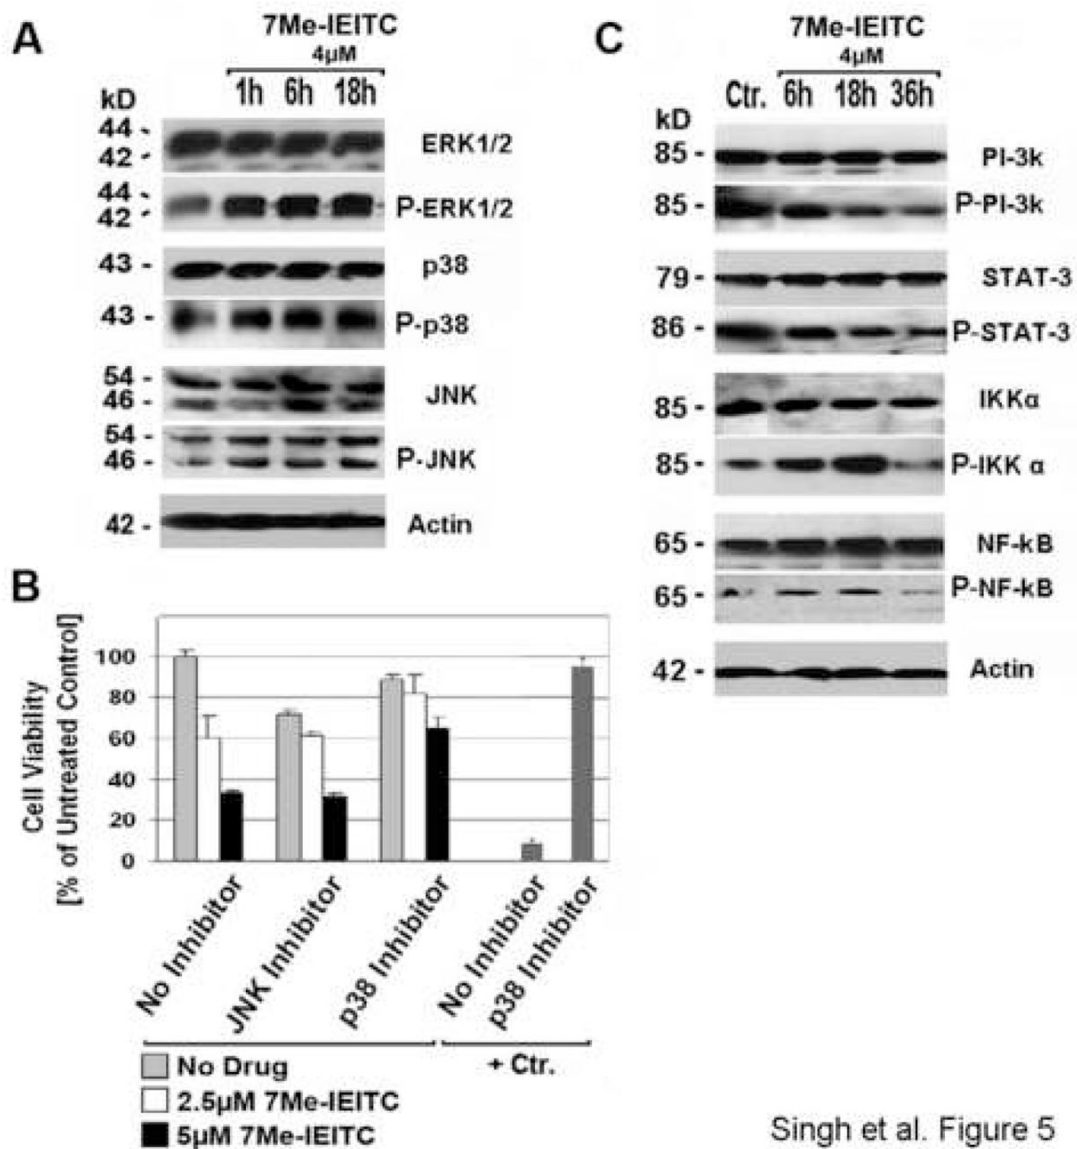 A
7Me-IEITC
4µM
1h 6h 18h
kD
44 -
42 -
ERK1/2
44 -
42 -
P-ERK1/2
43 -
p38
43 -
P-p38
54 -
46 -
JNK
54 -
46 -
P-JNK
42 -
Actin
B
Cell Viability
[% of Untreated Control]
100
80
60
40
20
0
No Inhibitor
JNK Inhibitor
p38 Inhibitor
No Inhibitor
p38 Inhibitor
+ Ctr.
No Drug
2.5µM 7Me-IEITC
5µM 7Me-IEITC
C
7Me-IEITC
4µM
Ctr. 6h 18h 36h
kD
85 -
PI-3k
85 -
P-PI-3k
79 -
STAT-3
86 -
P-STAT-3
85 -
IKKα
85 -
P-IKK α
65 -
NF-kB
65 -
P-NF-kB
42 -
Actin
Singh et al. Figure 5